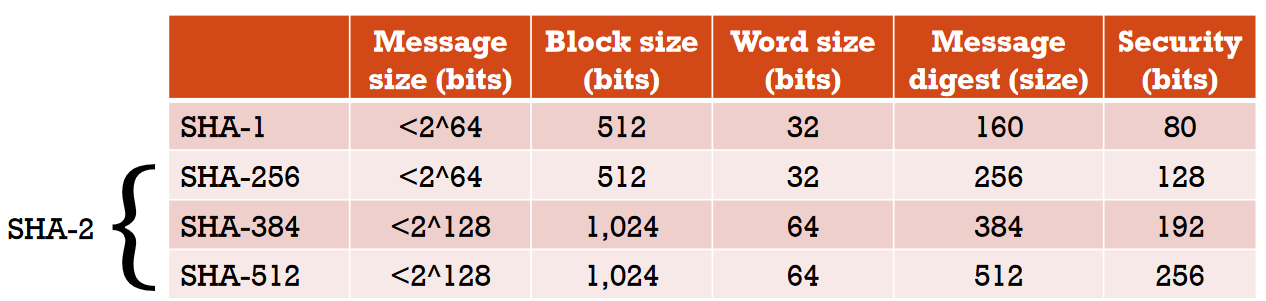 Message size (bits) Block size (bits) Word size (bits) Message digest (size) Security (bits)
SHA-1 <2^64 512 32 160 80
SHA-256 <2^64 512 32 256 128
SHA-2
SHA-384 <2^128 1,024 64 384 192
SHA-512 <2^128 1,024 64 512 256